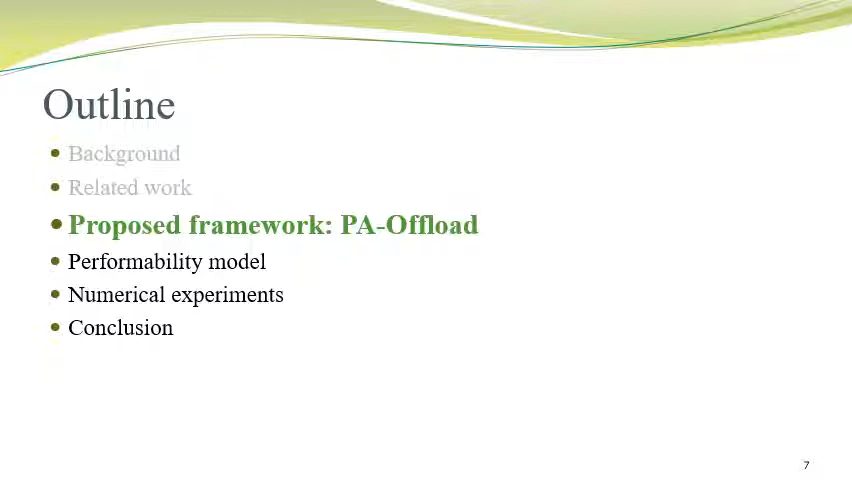 Outline
Background
Related work
Proposed framework: PA-Offload
Performability model
Numerical experiments
Conclusion
7